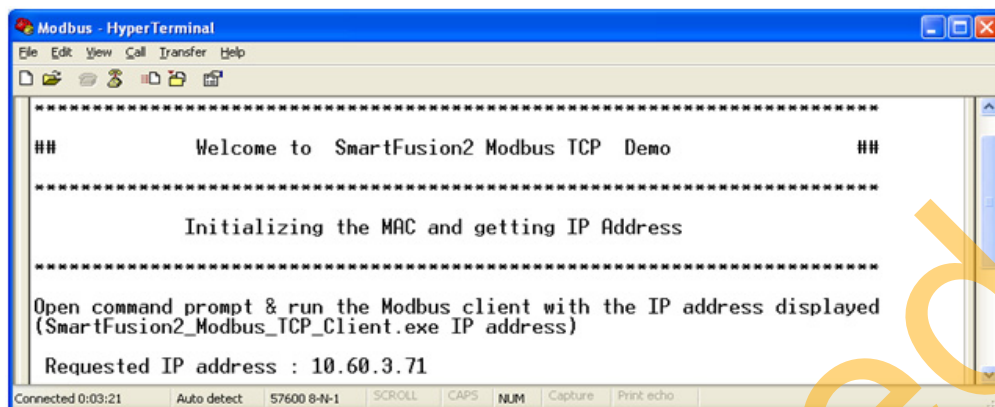 Modbus - HyperTerminal
File Edit View Call Transfer Help
*************************************************************************
## Welcome to SmartFusion2 Modbus TCP Demo ##
*************************************************************************
Initializing the MAC and getting IP Address
*************************************************************************
Open command prompt & run the Modbus client with the IP address displayed
(SmartFusion2_Modbus_TCP_Client.exe IP address)
Requested IP address : 10.60.3.71
Connected 0:03:21 Auto detect 57600 8-N-1 SCROLL CAPS NUM Capture Print echo